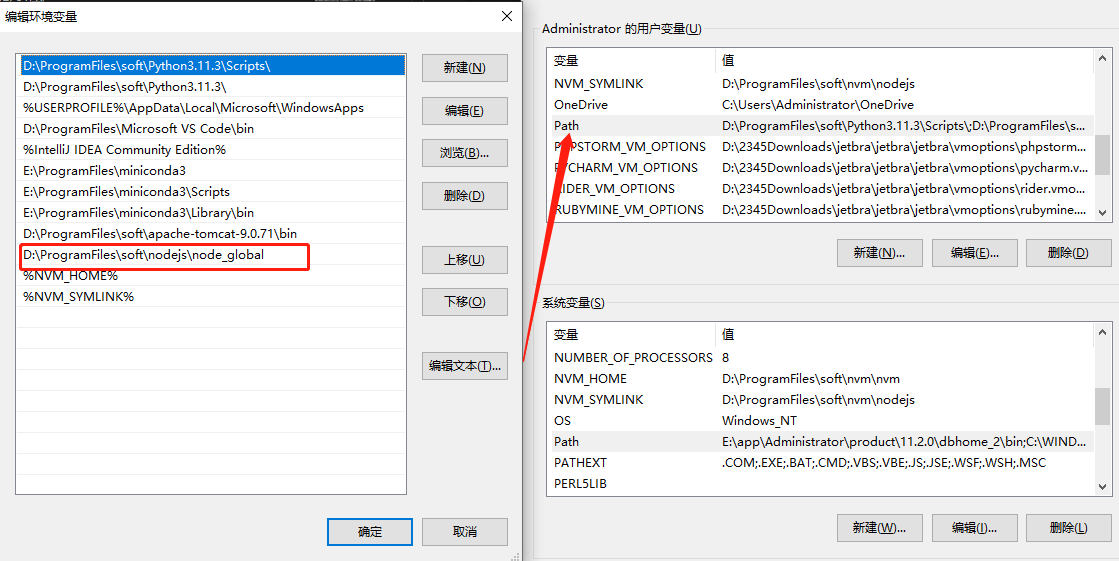 编辑环境变量
D:\ProgramFiles\soft\Python3.11.3\Scripts\
D:\ProgramFiles\soft\Python3.11.3\
%USERPROFILE%\AppData\Local\Microsoft\WindowsApps
D:\ProgramFiles\Microsoft VS Code\bin
%IntelliJ IDEA Community Edition%
E:\ProgramFiles\miniconda3
E:\ProgramFiles\miniconda3\Scripts
E:\ProgramFiles\miniconda3\Library\bin
D:\ProgramFiles\soft\apache-tomcat-9.0.71\bin
D:\ProgramFiles\soft\nodejs\node_global
%NVM_HOME%
%NVM_SYMLINK%
新建(N)
编辑(E)
浏览(B)...
删除(D)
上移(U)
下移(O)
编辑文本(T)...
确定
取消
Administrator 的用户变量(U)
变量 值
NVM_SYMLINK D:\ProgramFiles\soft\nvm\nodejs
OneDrive C:\Users\Administrator\OneDrive
Path D:\ProgramFiles\soft\Python3.11.3\Scripts\;D:\ProgramFiles\s...
PHPSTORM_VM_OPTIONS D:\2345Downloads\jetbra\jetbra\vmoptions\phpstorm...
PYCHARM_VM_OPTIONS D:\2345Downloads\jetbra\jetbra\vmoptions\pycharm.v...
RIDER_VM_OPTIONS D:\2345Downloads\jetbra\jetbra\vmoptions\rider.vmo...
RUBYMINE_VM_OPTIONS D:\2345Downloads\jetbra\jetbra\vmoptions\rubymine....
新建(N)...
编辑(E)...
删除(D)
系统变量(S)
变量 值
NUMBER_OF_PROCESSORS 8
NVM_HOME D:\ProgramFiles\soft\nvm\nvm
NVM_SYMLINK D:\ProgramFiles\soft\nvm\nodejs
OS Windows_NT
Path E:\app\Administrator\product\11.2.0\dbhome_2\bin;C:\WIND...
PATHEXT .COM;.EXE;.BAT;.CMD;.VBS;.VBE;.JS;.JSE;.WSF;.WSH;.MSC
PERL5LIB
新建(W)...
编辑(I)...
删除(L)